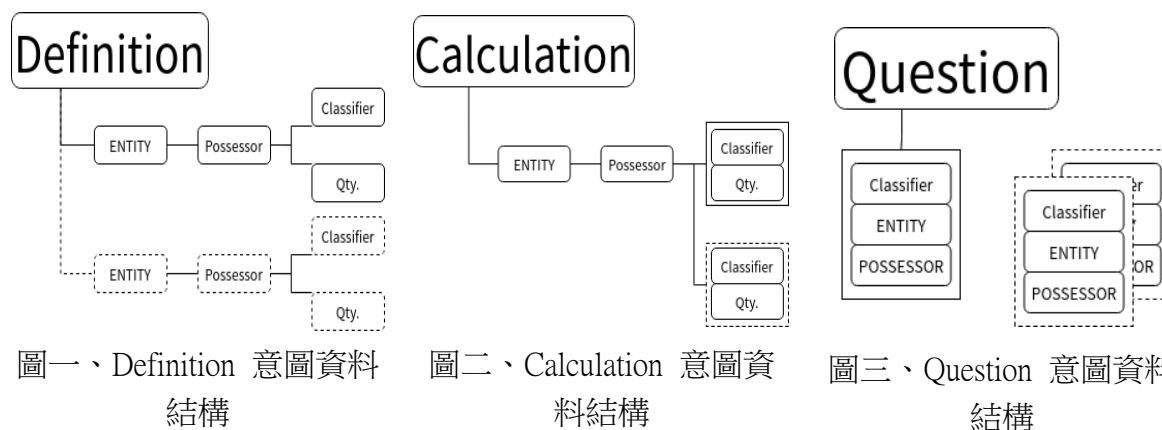 Definition
Classifier
ENTITY
Possessor
Qty.
Classifier
ENTITY
Possessor
Qty.
圖一、Definition 意圖資料
結構
Calculation
Classifier
ENTITY
Possessor
Qty.
Classifier
Qty.
圖二、Calculation 意圖資
料結構
Question
Classifier
ENTITY
POSSESSOR
Classifier
ENTITY
POSSESSOR
圖三、Question 意圖資料
結構